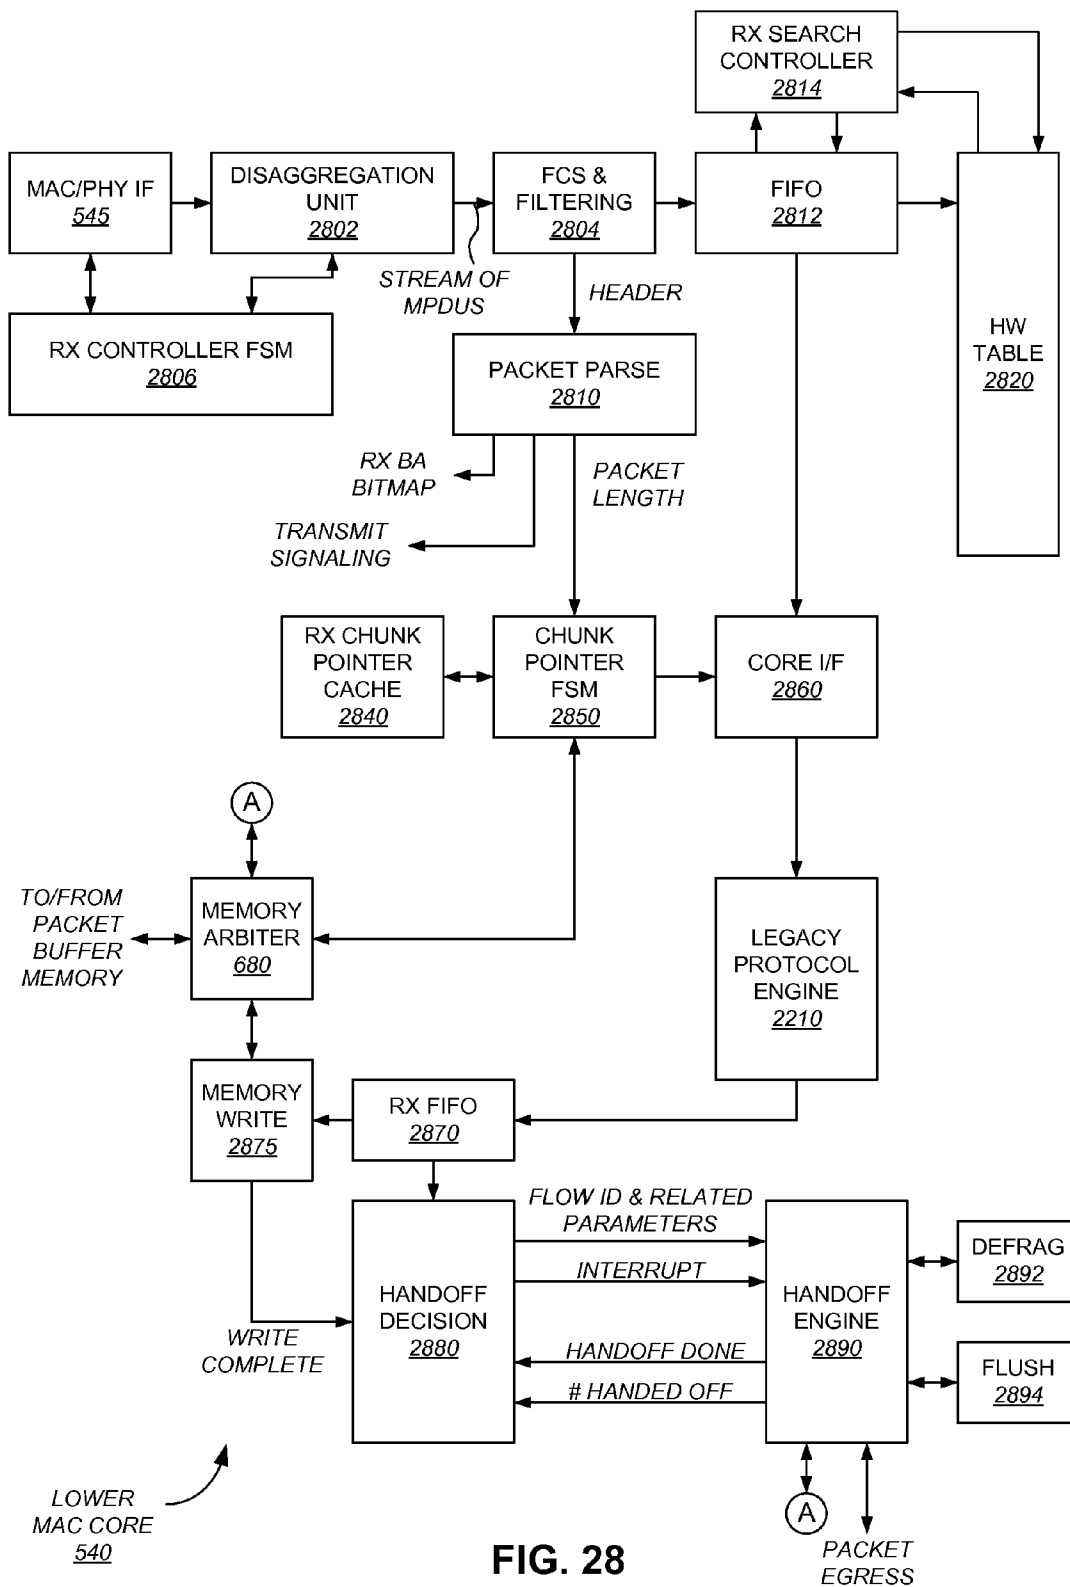 RX SEARCH
CONTROLLER
2814
MAC/PHY IF
545
DISAGGREGATION
UNIT
2802
FCS &
FILTERING
2804
FIFO
2812
STREAM OF
MPDUS
HEADER
HW
TABLE
2820
RX CONTROLLER FSM
2806
PACKET PARSE
2810
RX BA
BITMAP
PACKET
LENGTH
TRANSMIT
SIGNALING
RX CHUNK
POINTER
CACHE
2840
CHUNK
POINTER
FSM
2850
CORE I/F
2860
A
TO/FROM
PACKET
BUFFER
MEMORY
MEMORY
ARBITER
680
LEGACY
PROTOCOL
ENGINE
2210
MEMORY
WRITE
2875
RX FIFO
2870
FLOW ID & RELATED
PARAMETERS
INTERRUPT
HANDOFF
DECISION
2880
HANDOFF
ENGINE
2890
DEFRAG
2892
WRITE
COMPLETE
HANDOFF DONE
# HANDED OFF
FLUSH
2894
LOWER
MAC CORE
540
A
PACKET
EGRESS
FIG. 28